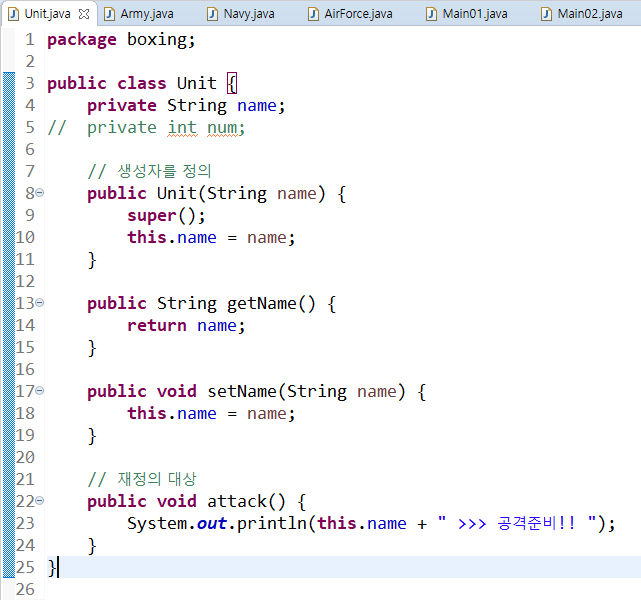 Unit.java Army.java Navy.java AirForce.java Main01.java Main02.java
1 package boxing;
2
3 public class Unit {
4     private String name;
5 //  private int num;
6
7     // 생성자를 정의
8     public Unit(String name) {
9         super();
10         this.name = name;
11     }
12
13     public String getName() {
14         return name;
15     }
16
17     public void setName(String name) {
18         this.name = name;
19     }
20
21     // 재정의 대상
22     public void attack() {
23         System.out.println(this.name + " >>> 공격준비!! ");
24     }
25 }
26